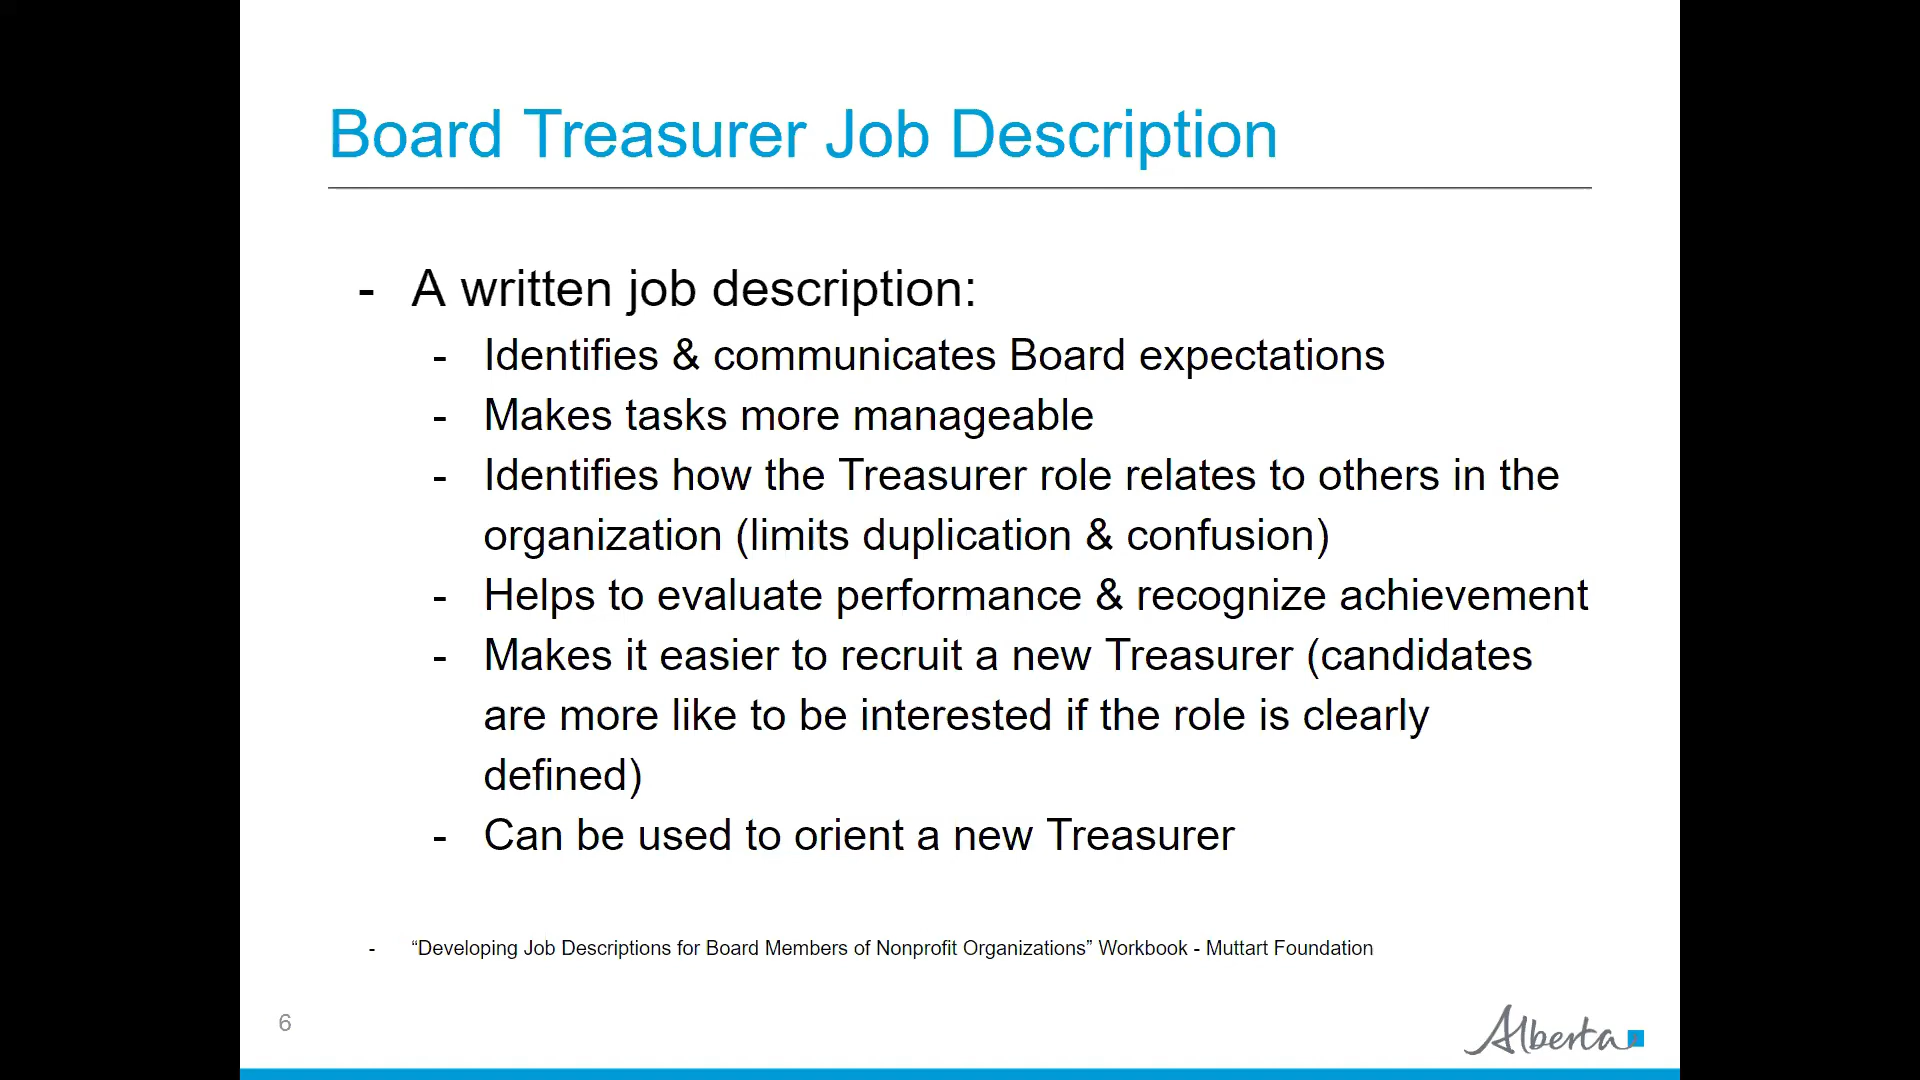 Board Treasurer Job Description
- A written job description:
- Identifies & communicates Board expectations
- Makes tasks more manageable
- Identifies how the Treasurer role relates to others in the
organization (limits duplication & confusion)
- Helps to evaluate performance & recognize achievement
- Makes it easier to recruit a new Treasurer (candidates
are more like to be interested if the role is clearly
defined)
- Can be used to orient a new Treasurer
- “Developing Job Descriptions for Board Members of Nonprofit Organizations” Workbook - Muttart Foundation
6
Alberta